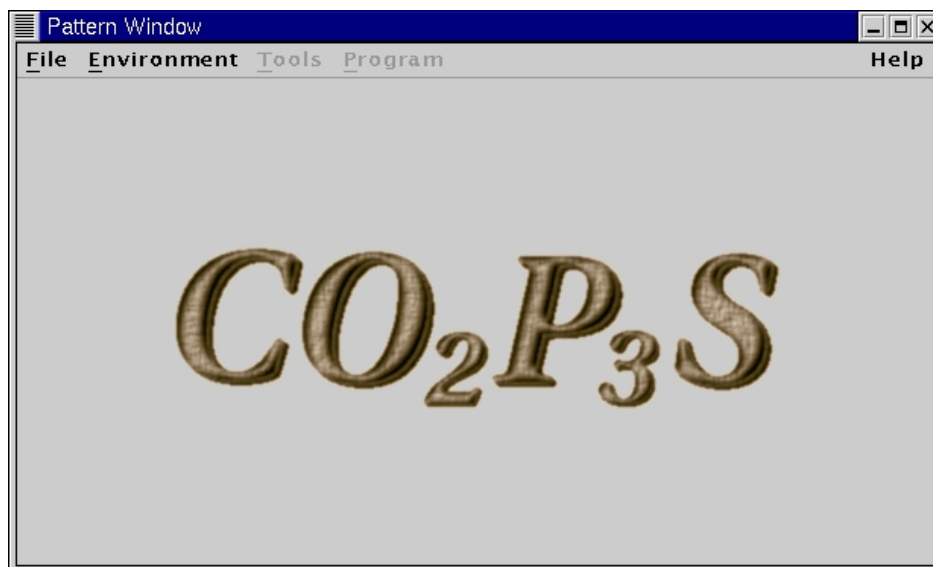 Pattern Window
File Environment Tools Program Help
CO₂P₃S